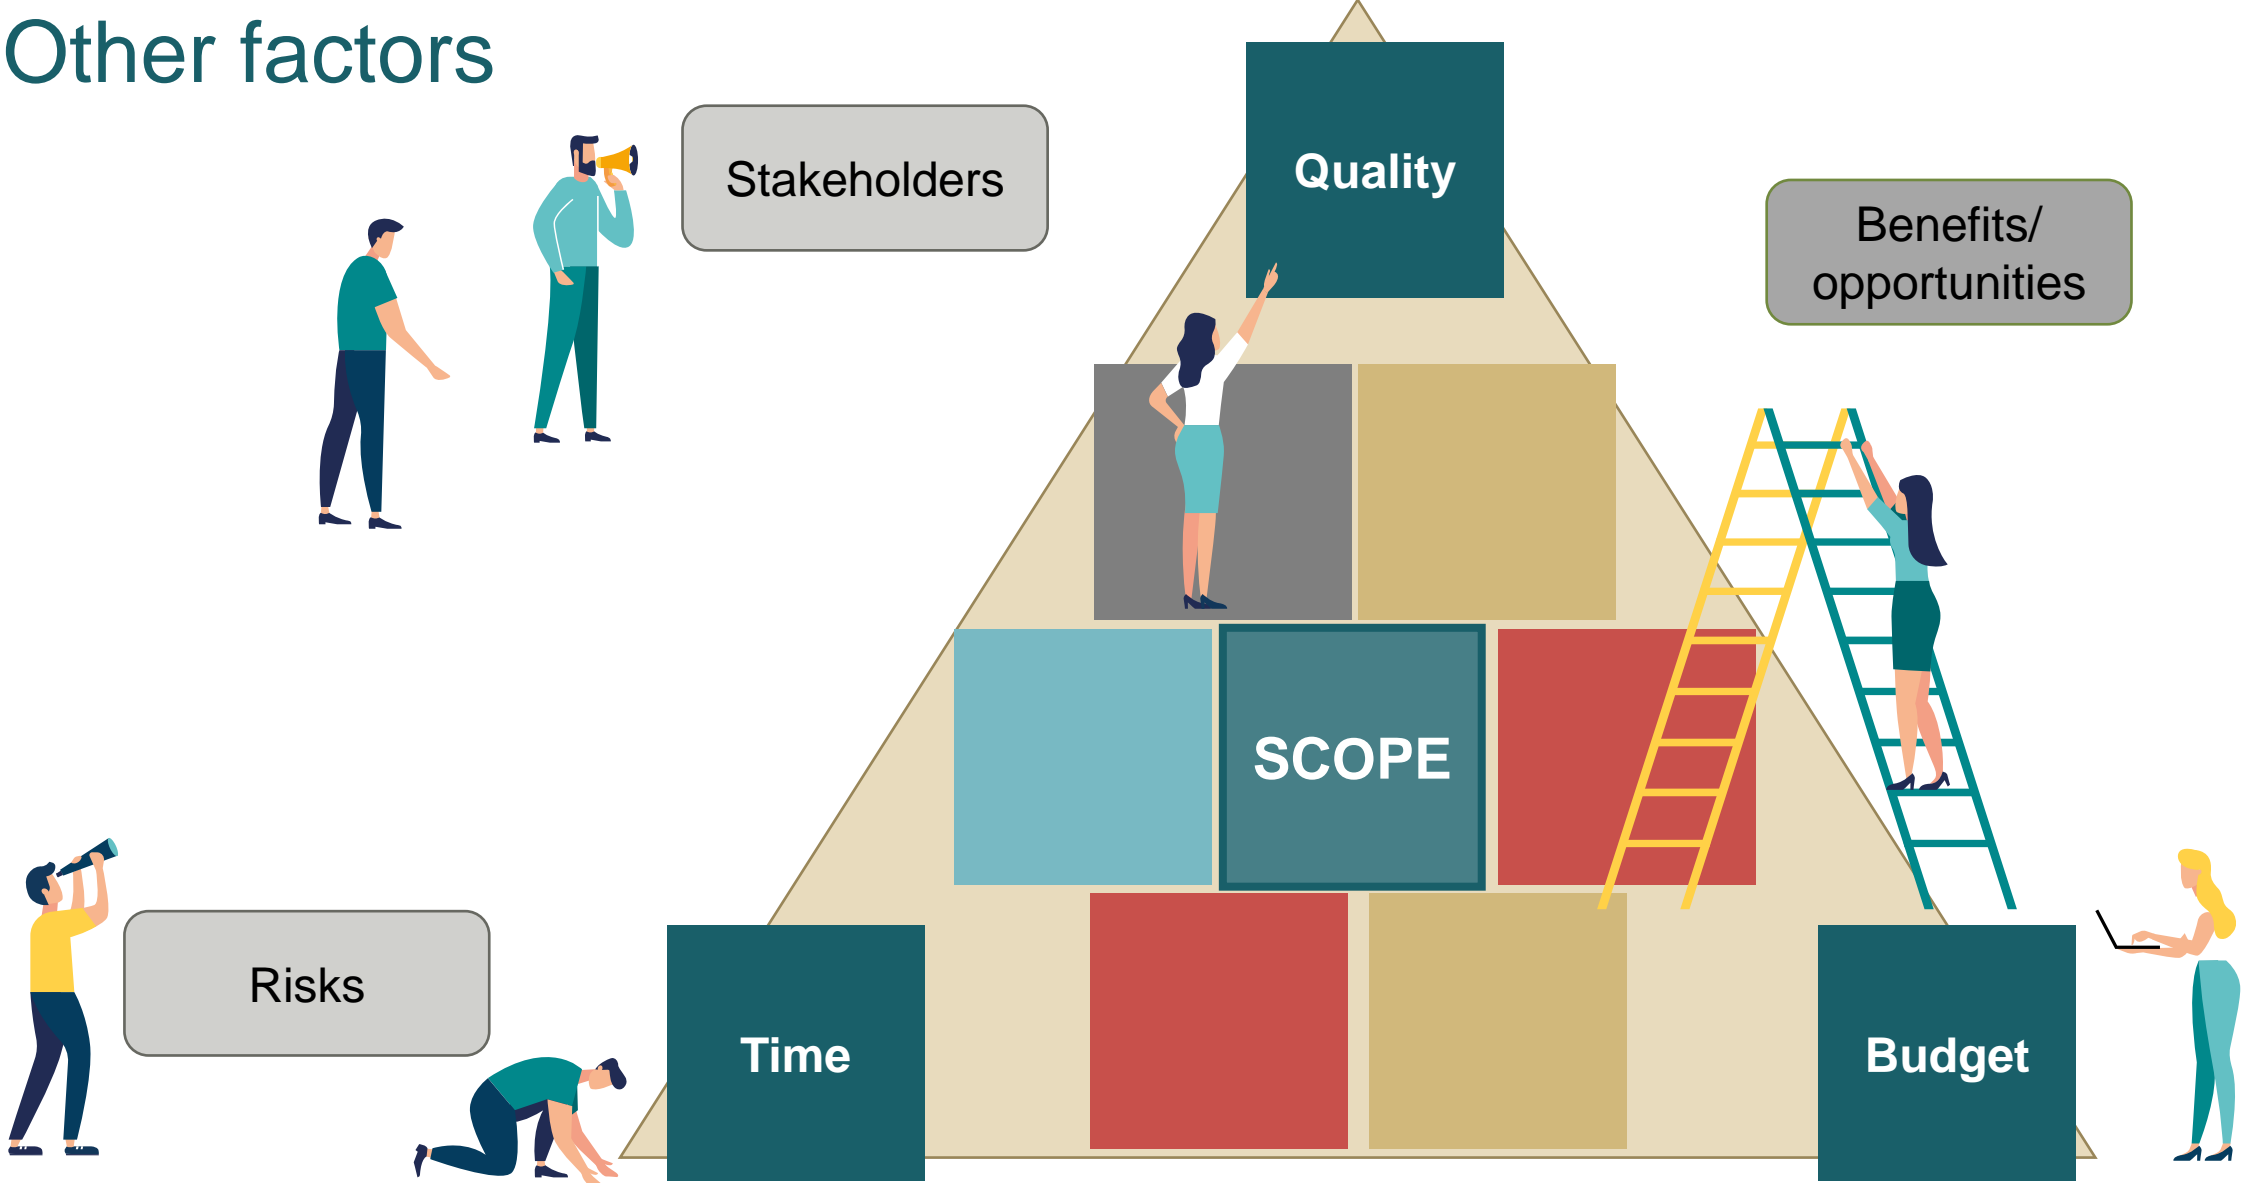 Other factors
Stakeholders
Quality
Benefits/
opportunities
SCOPE
Risks
Time
Budget